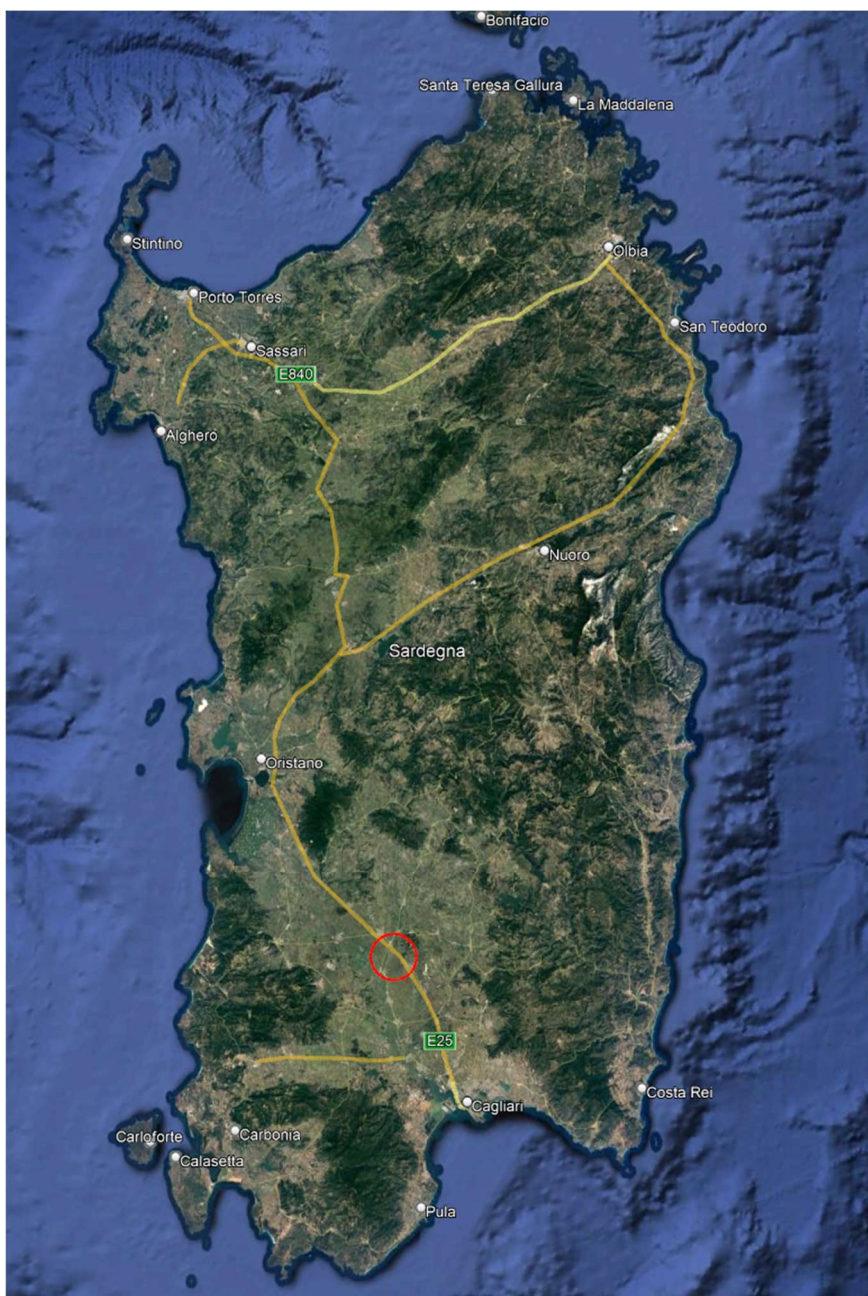 Bonifacio
Santa Teresa Gallura
La Maddalena
Stintino
Olbia
Porto Torres
San Teodoro
Sassari
E840
Alghero
Nuoro
Sardegna
Oristano
E25
Costa Rei
Cagliari
Carloforte
Carbonia
Calasetta
Pula